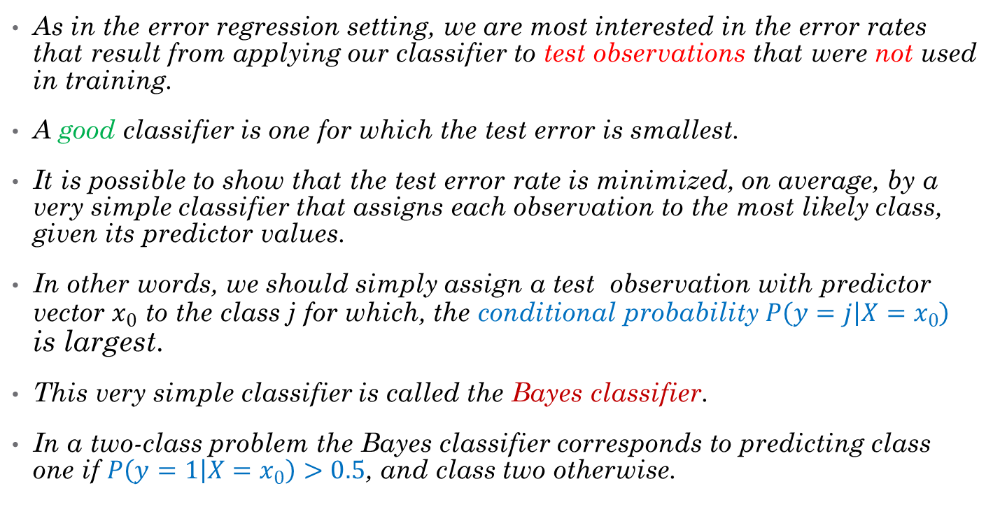 • As in the error regression setting, we are most interested in the error rates
that result from applying our classifier to test observations that were not used
in training.
• A good classifier is one for which the test error is smallest.
• It is possible to show that the test error rate is minimized, on average, by a
very simple classifier that assigns each observation to the most likely class,
given its predictor values.
• In other words, we should simply assign a test  observation with predictor
vector x₀ to the class j for which, the conditional probability P(y = j|X = x₀)
is largest.
• This very simple classifier is called the Bayes classifier.
• In a two-class problem the Bayes classifier corresponds to predicting class
one if P(y = 1|X = x₀) > 0.5, and class two otherwise.